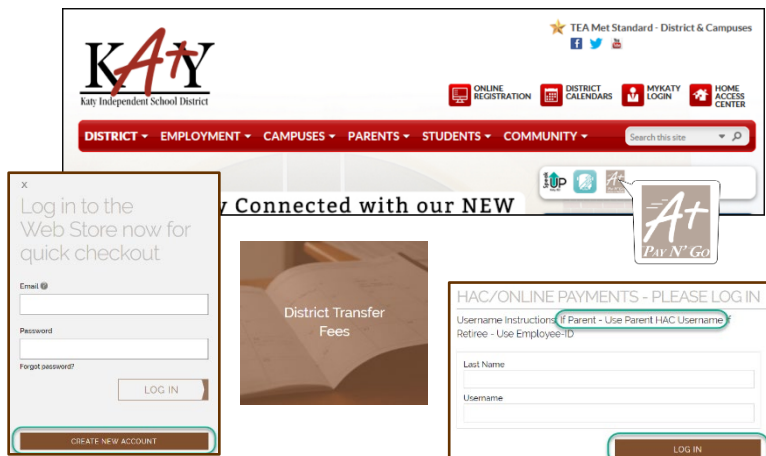 TEA Met Standard - District & Campuses
KATY
Katy Independent School District
ONLINE
REGISTRATION
DISTRICT
CALENDARS
MYKATY
LOGIN
HOME
ACCESS
CENTER
DISTRICT EMPLOYMENT CAMPUSES PARENTS STUDENTS COMMUNITY
Search this site
UP
A+
y Connected with our NEW
A+
PAY N' GO
X
Log in to the
Web Store now for
quick checkout
Email
Password
Forgot password?
LOG IN
CREATE NEW ACCOUNT
District Transfer
Fees
HAC/ONLINE PAYMENTS - PLEASE LOG IN
Username Instructions: If Parent - Use Parent HAC Username If
Retiree - Use Employee-ID
Last Name
Username
LOG IN